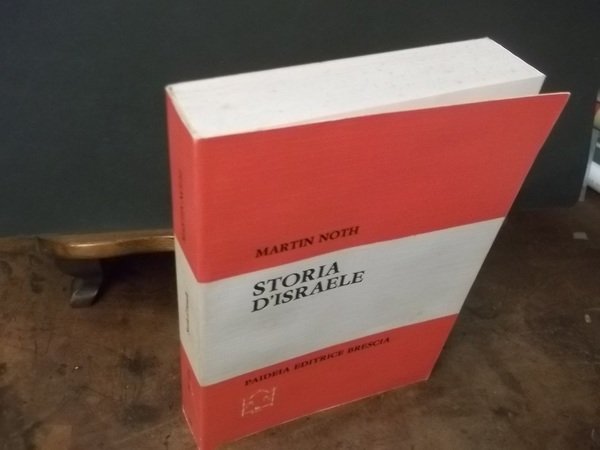 MARTIN NOTH
STORIA
D'ISRAELE
PAIDEIA EDITRICE BRESCIA